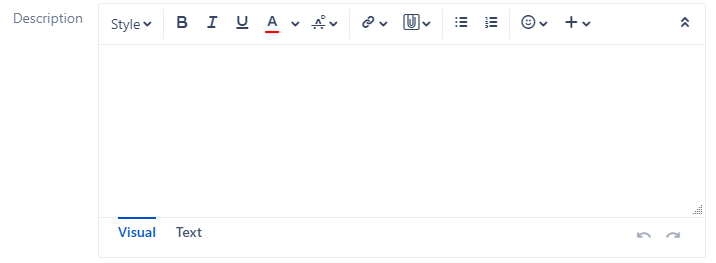 Description
Style
B I U A
Visual Text